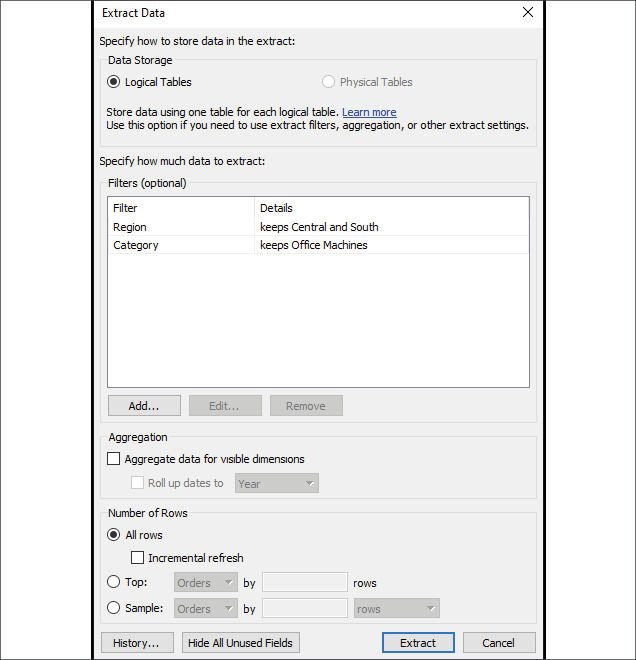 Extract Data
Specify how to store data in the extract:
Data Storage
Logical Tables Physical Tables
Store data using one table for each logical table. Learn more
Use this option if you need to use extract filters, aggregation, or other extract settings.
Specify how much data to extract:
Filters (optional)
Filter Details
Region keeps Central and South
Category keeps Office Machines
Add... Edit... Remove
Aggregation
Aggregate data for visible dimensions
Roll up dates to Year
Number of Rows
All rows
Incremental refresh
Top: Orders by rows
Sample: Orders by rows
History... Hide All Unused Fields Extract Cancel